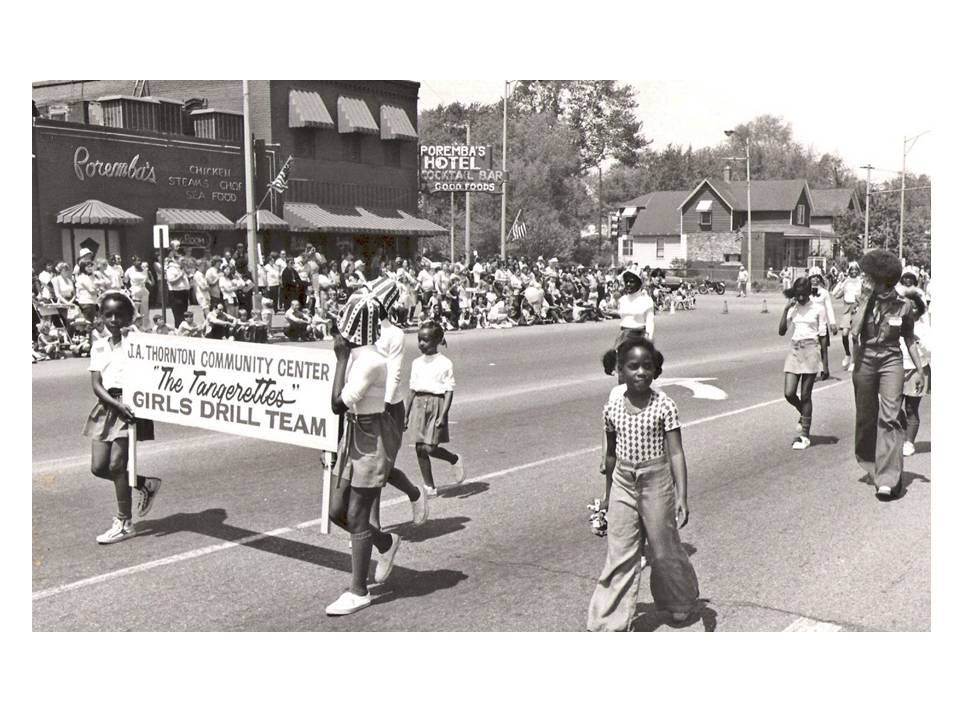 Poremba's
CHICKEN
STEAKS CHOPS
SEA FOOD
POREMBA'S
HOTEL
COCKTAIL BAR
GOOD FOODS
J.A. THORNTON COMMUNITY CENTER
"The Tangerettes"
GIRLS DRILL TEAM